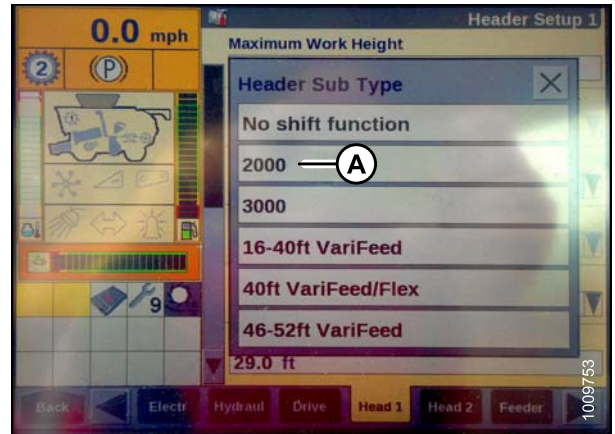 0.0 mph
Header Setup 1
Maximum Work Height
2
(P)
Header Sub Type
No shift function
2000
A
3000
16-40ft VariFeed
40ft VariFeed/Flex
46-52ft VariFeed
9
29.0 ft
Back
Electr
Hydraul
Drive
Head 1
Head 2
Feeder
1009753